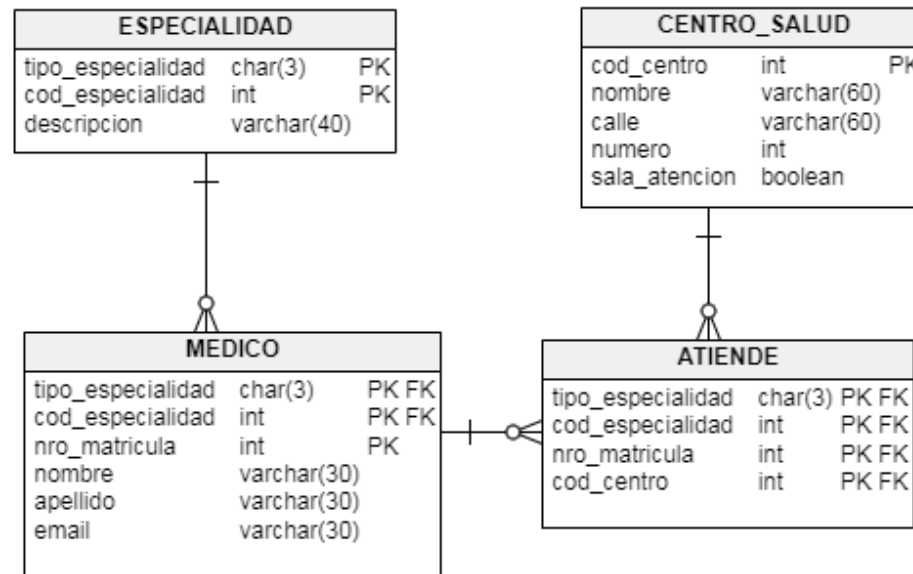 ESPECIALIDAD
tipo_especialidad char(3) PK
cod_especialidad int PK
descripcion varchar(40)
CENTRO_SALUD
cod_centro int PK
nombre varchar(60)
calle varchar(60)
numero int
sala_atencion boolean
MEDICO
tipo_especialidad char(3) PK FK
cod_especialidad int PK FK
nro_matricula int PK
nombre varchar(30)
apellido varchar(30)
email varchar(30)
ATIENDE
tipo_especialidad char(3) PK FK
cod_especialidad int PK FK
nro_matricula int PK FK
cod_centro int PK FK